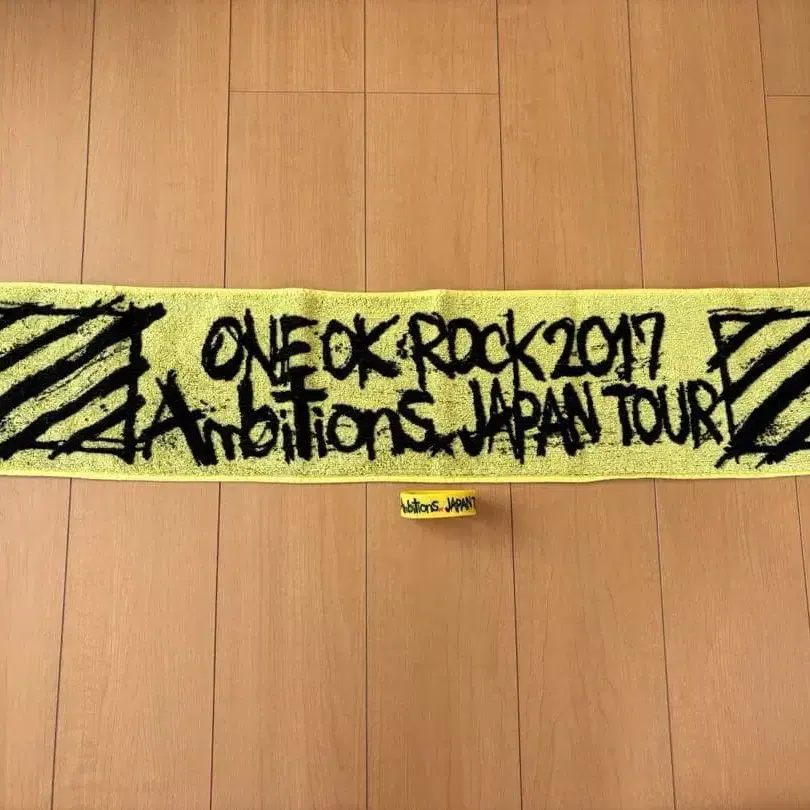 ONE OK ROCK 2017
Ambitions JAPAN TOUR
Ambitions JAPAN